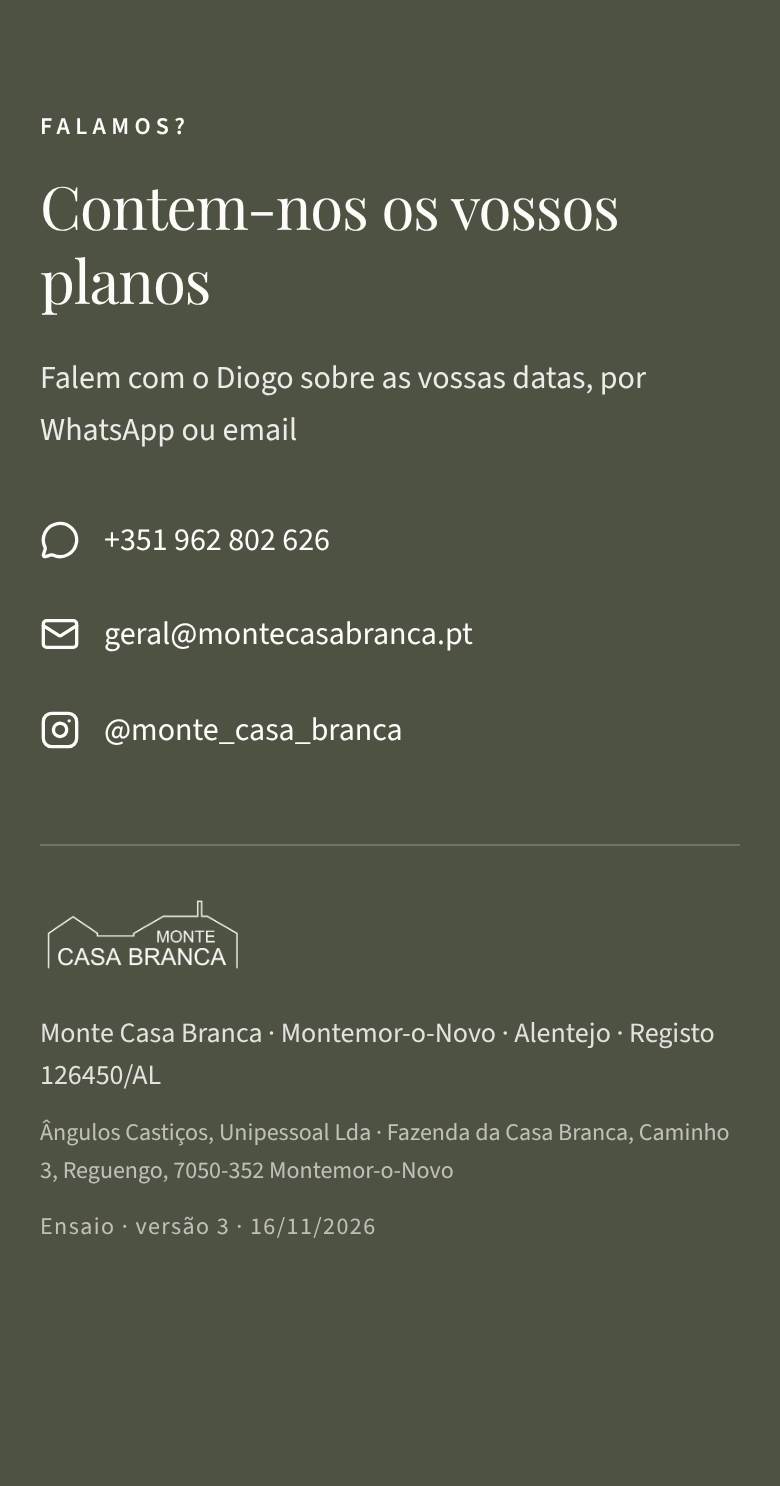 FALAMOS?
Contem-nos os vossos
planos
Falem com o Diogo sobre as vossas datas, por
WhatsApp ou email
+351 962 802 626
geral@montecasabranca.pt
@monte_casa_branca
MONTE
CASA BRANCA
Monte Casa Branca · Montemor-o-Novo · Alentejo · Registo
126450/AL
Ângulos Castiços, Unipessoal Lda · Fazenda da Casa Branca, Caminho
3, Reguengo, 7050-352 Montemor-o-Novo
Ensaio · versão 3 · 16/11/2026